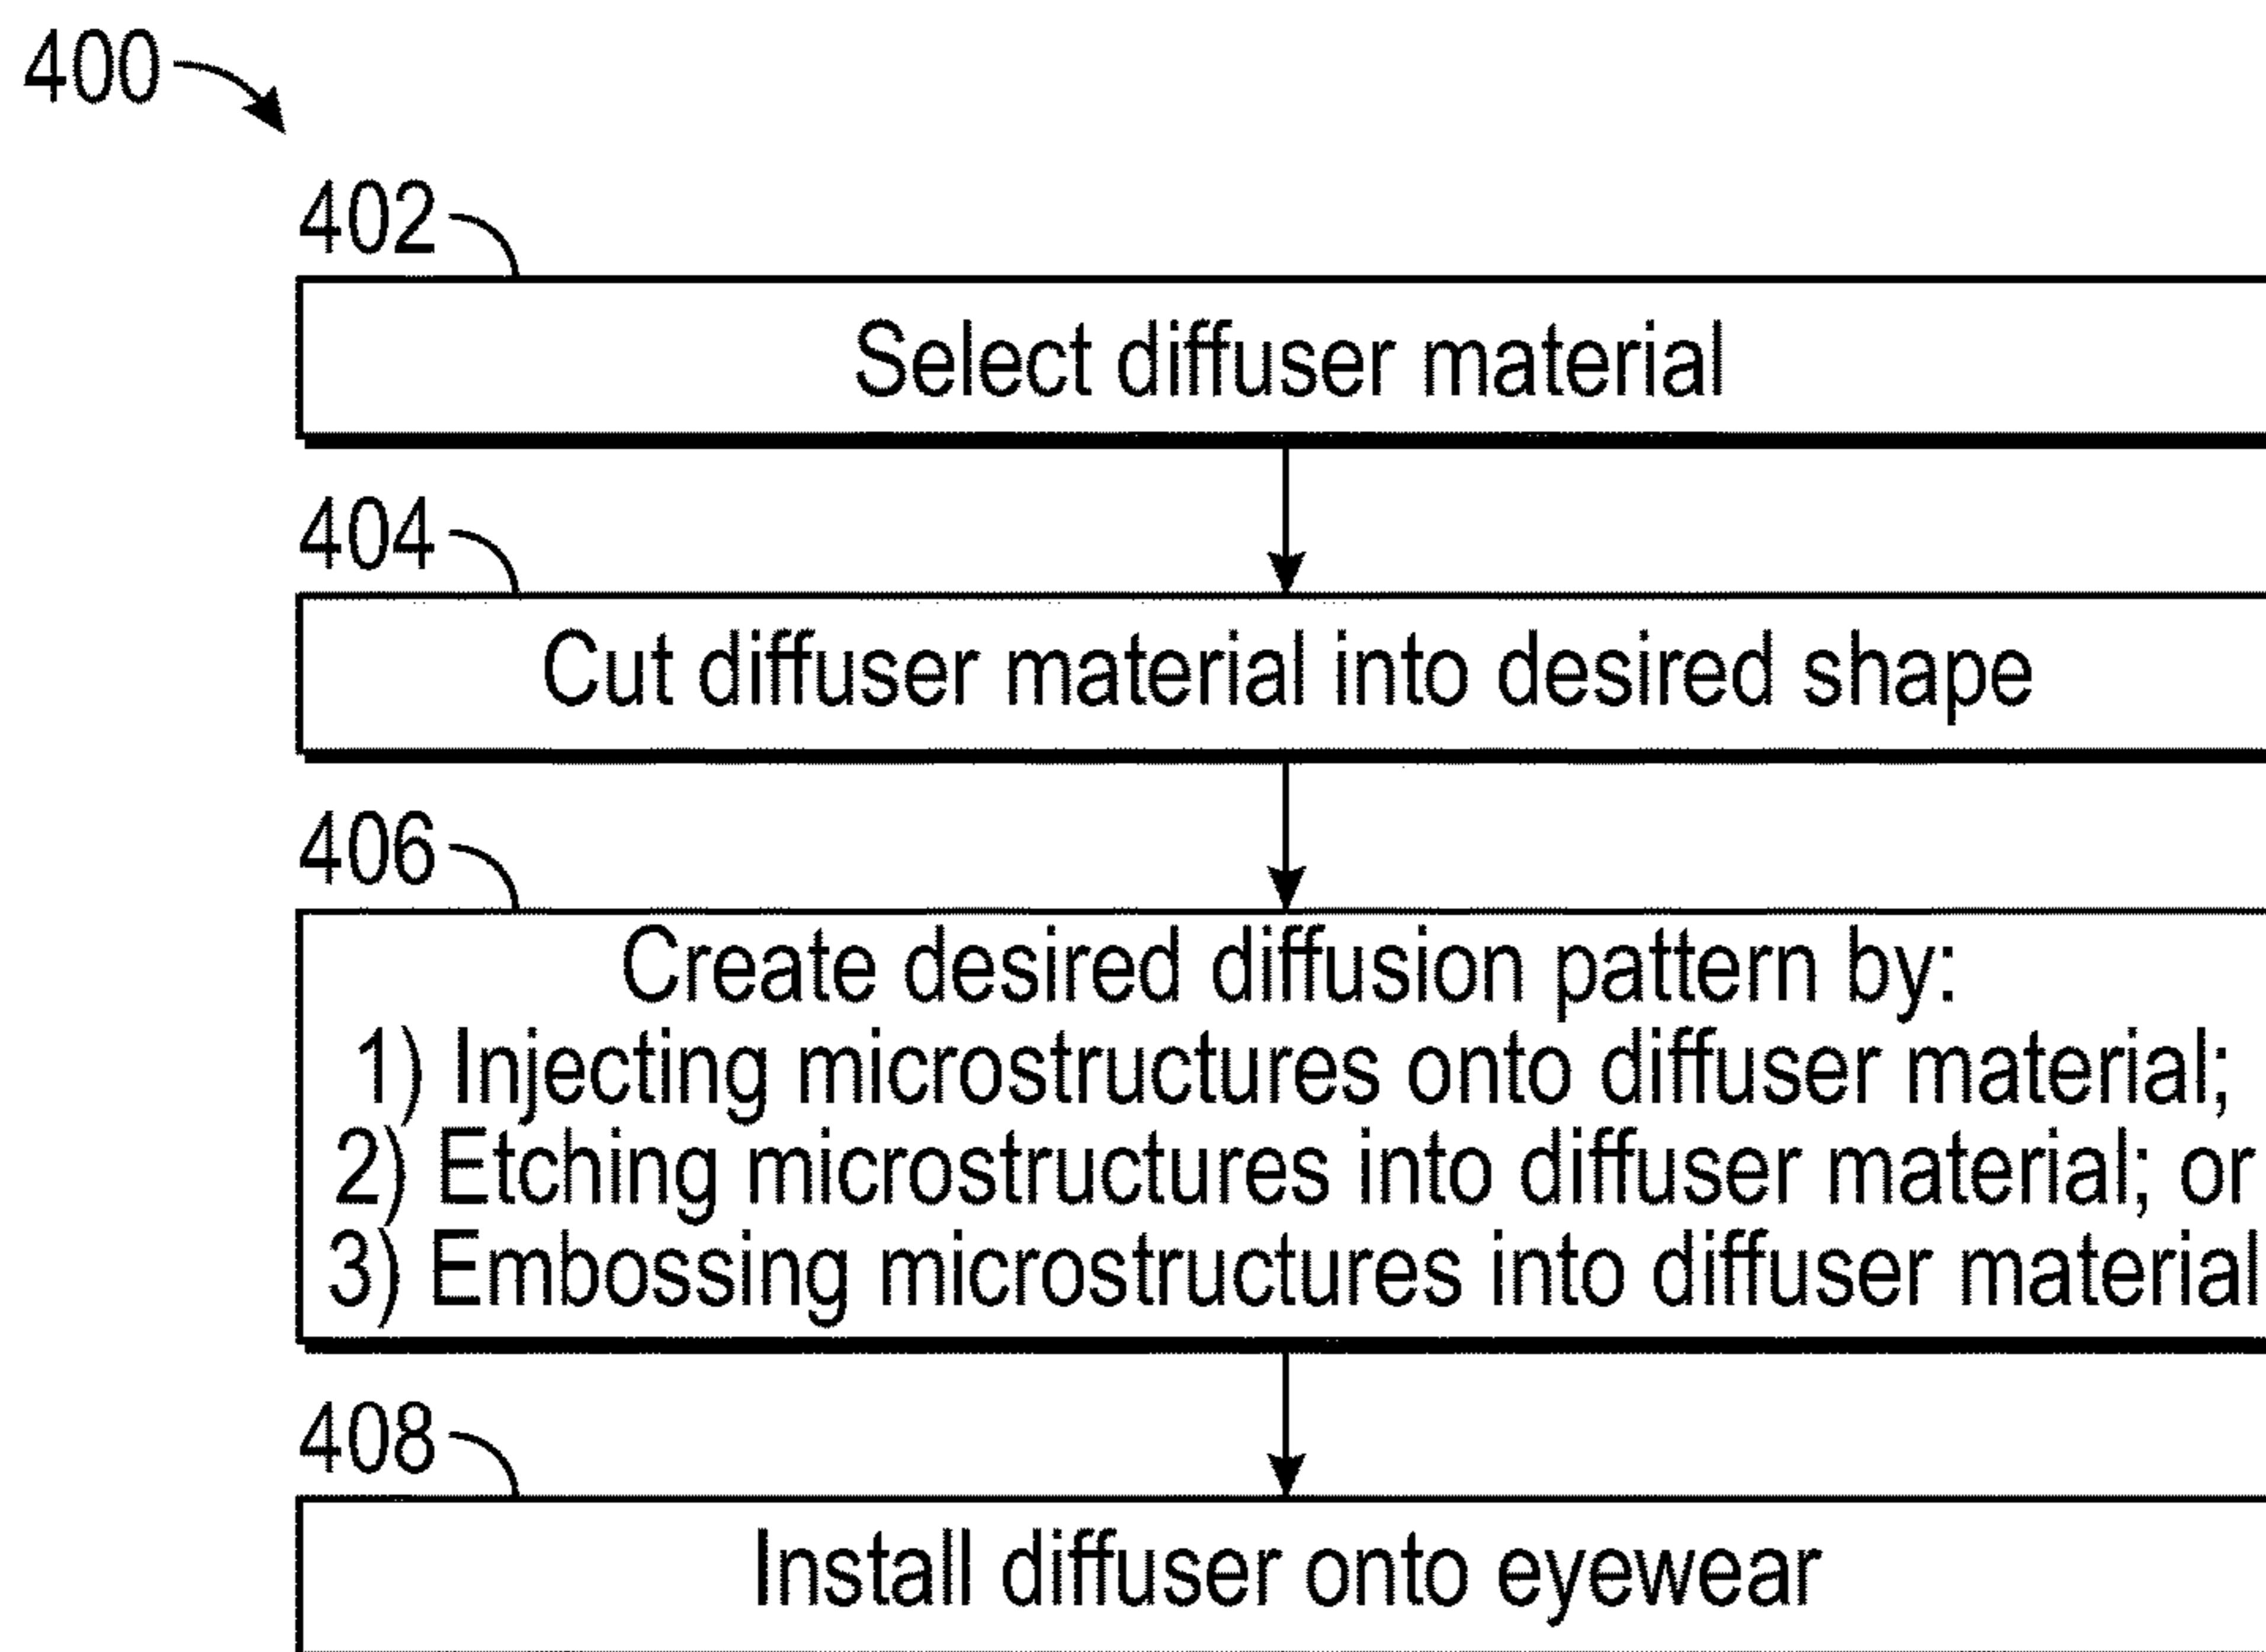 400
402
Select diffuser material
404
Cut diffuser material into desired shape
406
Create desired diffusion pattern by:
1) Injecting microstructures onto diffuser material;
2) Etching microstructures into diffuser material; or
3) Embossing microstructures into diffuser material
408
Install diffuser onto eyewear